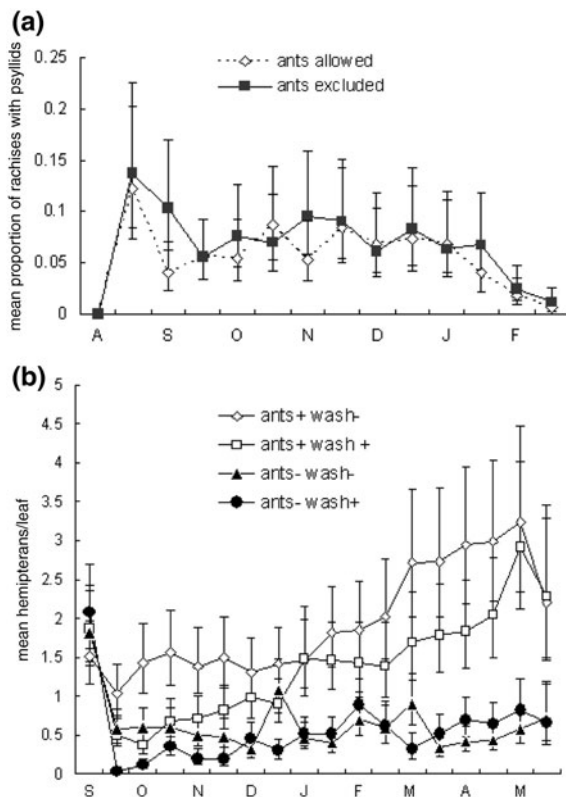 (a)
ants allowed
ants excluded
mean proportion of rachises with psyllids
0.25
0.2
0.15
0.1
0.05
0
A S O N D J F
(b)
ants+ wash-
ants+ wash +
ants- wash-
ants- wash+
mean hemipterans/leaf
5
4.5
4
3.5
3
2.5
2
1.5
1
0.5
0
S O N D J F M A M